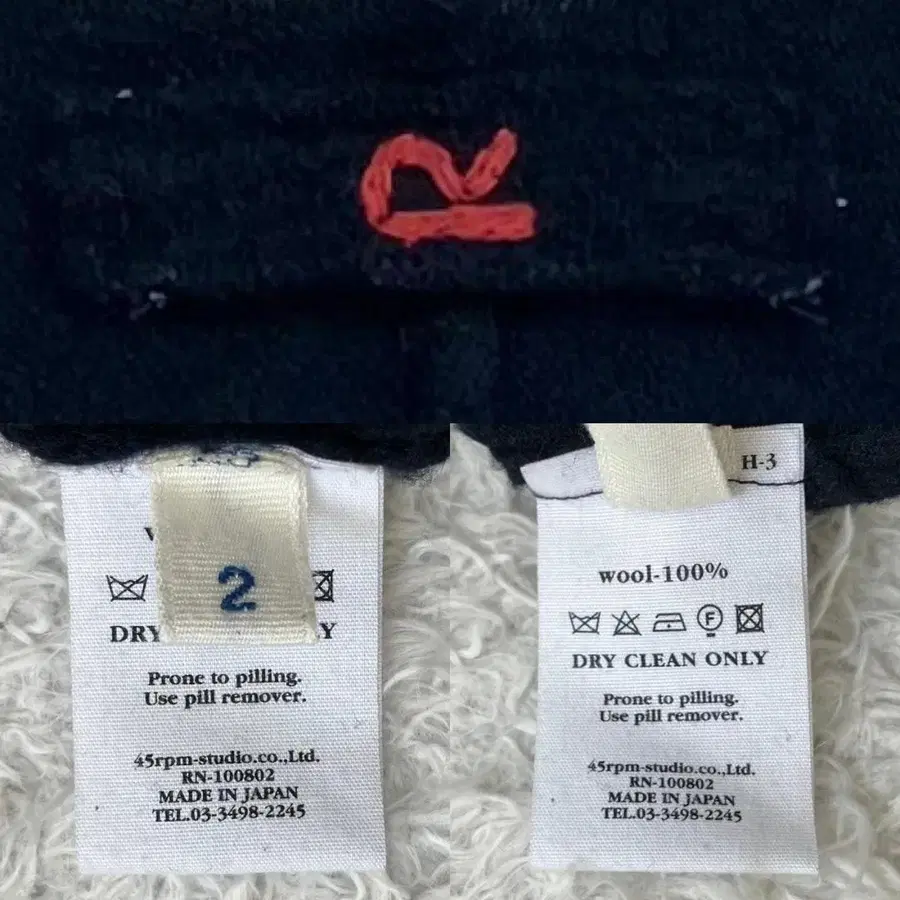 R
2
DRY
Y
Prone to pilling.
Use pill remover.
45rpm-studio.co.,Ltd.
RN-100802
MADE IN JAPAN
TEL.03-3498-2245
H-3
wool-100%
F
DRY CLEAN ONLY
Prone to pilling.
Use pill remover.
45rpm-studio.co.,Ltd.
RN-100802
MADE IN JAPAN
TEL.03-3498-2245